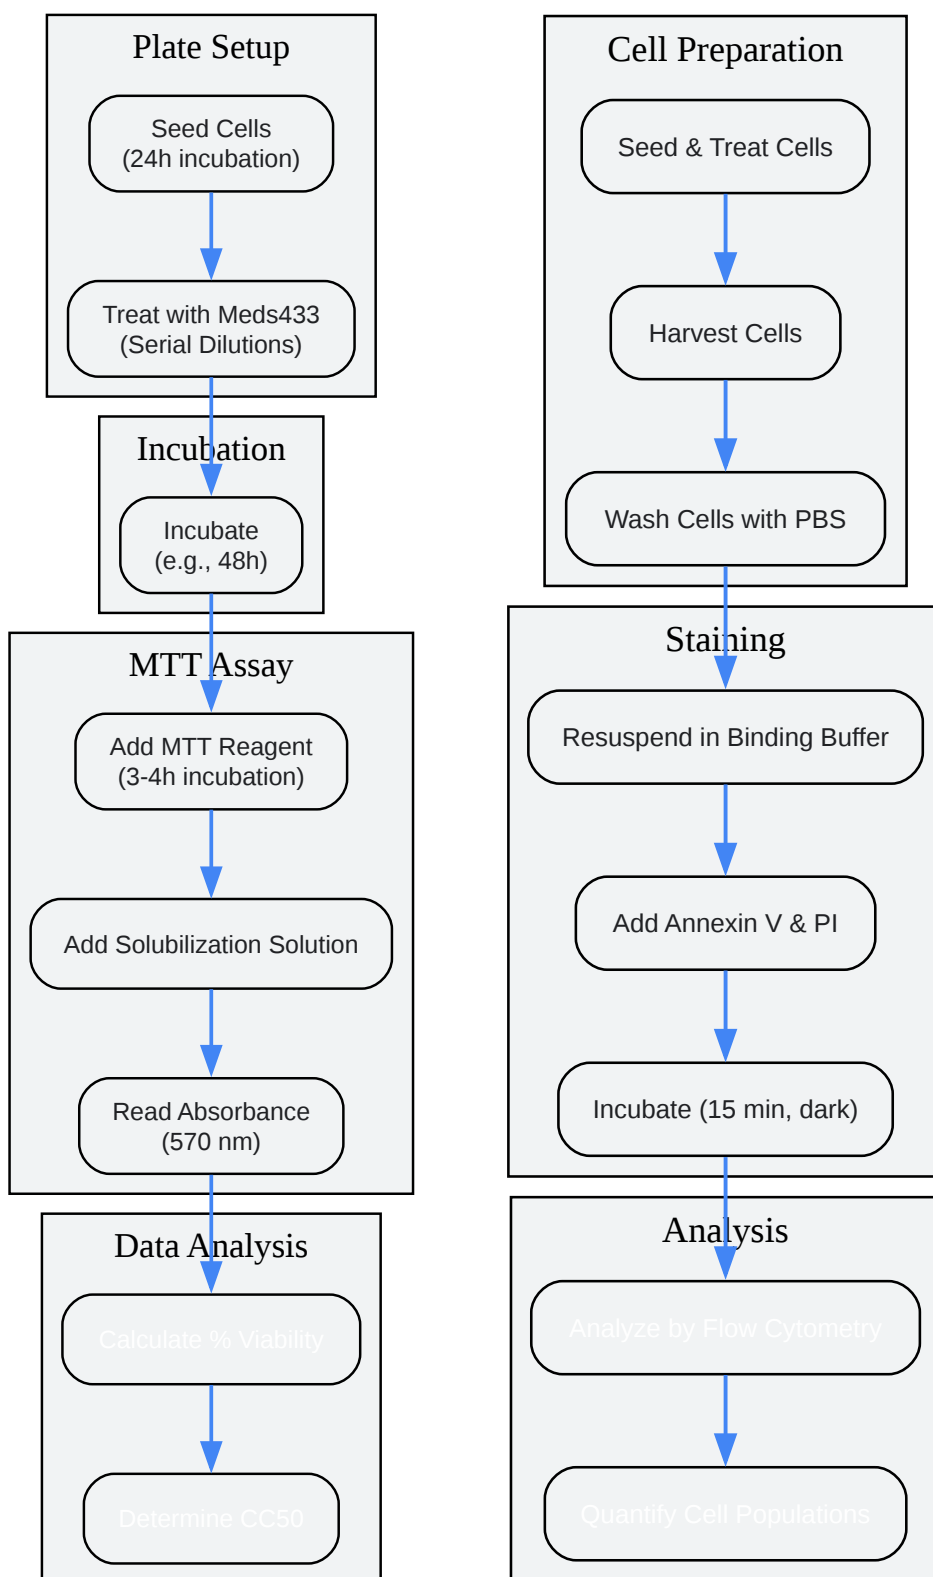 Plate Setup
Seed Cells
(24h incubation)
Treat with Meds433
(Serial Dilutions)
Incubation
Incubate
(e.g., 48h)
MTT Assay
Add MTT Reagent
(3-4h incubation)
Add Solubilization Solution
Read Absorbance
(570 nm)
Data Analysis
Calculate % Viability
Determine CC50
Cell Preparation
Seed & Treat Cells
Harvest Cells
Wash Cells with PBS
Staining
Resuspend in Binding Buffer
Add Annexin V & PI
Incubate (15 min, dark)
Analysis
Analyze by Flow Cytometry
Quantify Cell Populations